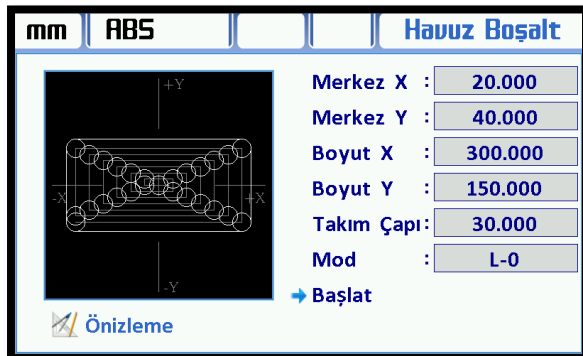 mm ABS Havuz Boşalt
+Y
-X +X
-Y
Merkez X : 20.000
Merkez Y : 40.000
Boyut X : 300.000
Boyut Y : 150.000
Takım Çapı: 30.000
Mod : L-0
Başlat
Önizleme